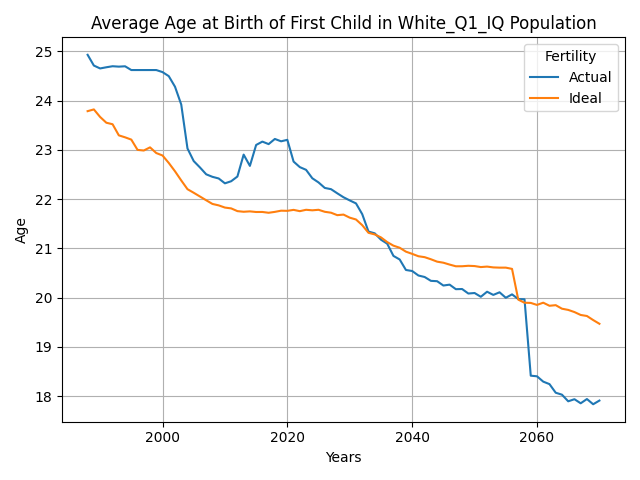 Average Age at Birth of First Child in White_Q1_IQ Population
Fertility
Actual
Ideal
Age
25
24
23
22
21
20
19
18
2000
2020
2040
2060
Years